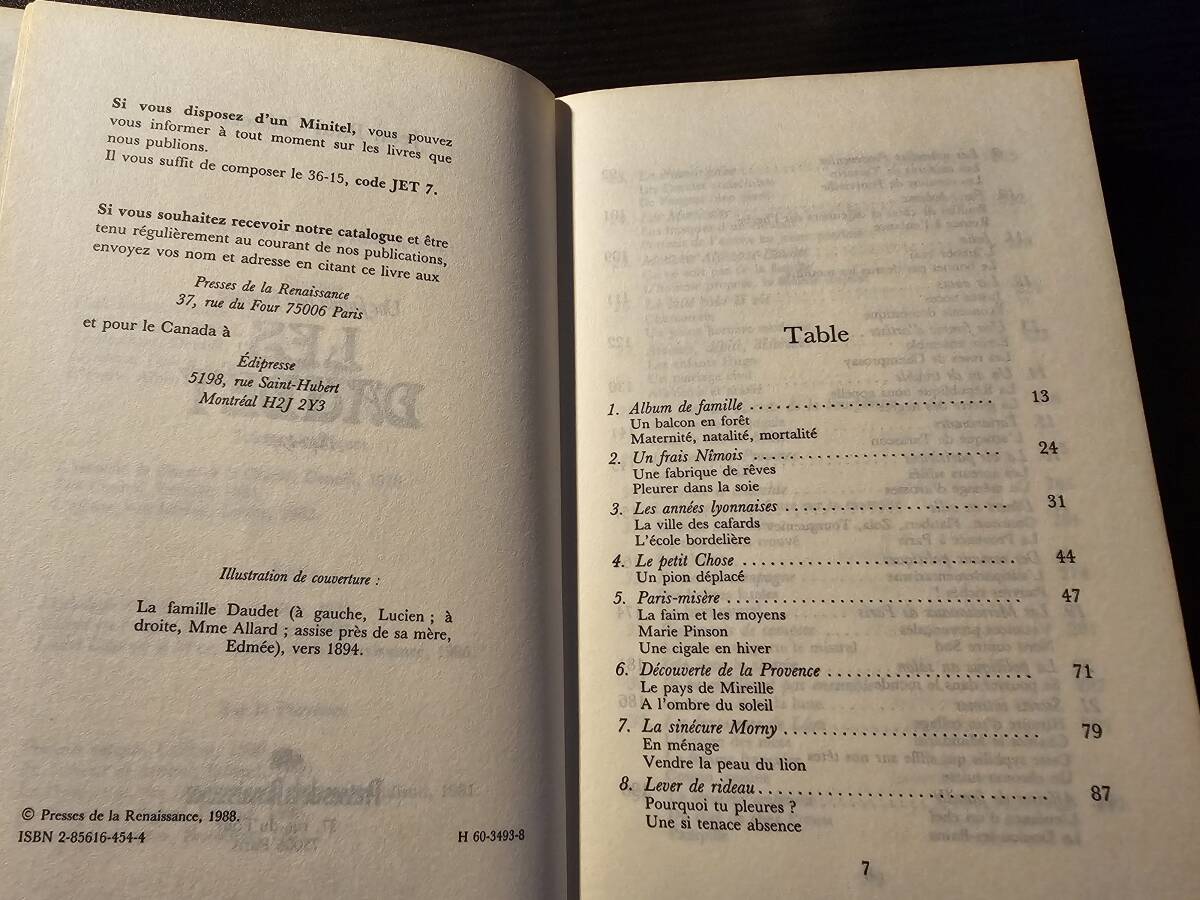 Si vous disposez d'un Minitel, vous pouvez
vous informer à tout moment sur les livres que
nous publions.
Il vous suffit de composer le 36-15, code JET 7.
Si vous souhaitez recevoir notre catalogue et être
tenu régulièrement au courant de nos publications,
envoyez vos nom et adresse en citant ce livre aux
Presses de la Renaissance
37, rue du Four 75006 Paris
et pour le Canada à
Édipresse
5198, rue Saint-Hubert
Montréal H2J 2Y3
Illustration de couverture :
La famille Daudet (à gauche, Lucien ; à
droite, Mme Allard ; assise près de sa mère,
Edmée), vers 1894.
© Presses de la Renaissance, 1988.
ISBN 2-85616-454-4 H 60-3493-8
Table
1. Album de famille .............................. 13
Un balcon en forêt
Maternité, natalité, mortalité
2. Un frais Nîmois .............................. 24
Une fabrique de rêves
Pleurer dans la soie
3. Les années lyonnaises ......................... 31
La ville des cafards
L'école bordelière
4. Le petit Chose ................................ 44
Un pion déplacé
5. Paris-misère .................................. 47
La faim et les moyens
Marie Pinson
Une cigale en hiver
6. Découverte de la Provence ..................... 71
Le pays de Mireille
A l'ombre du soleil
7. La sinécure Morny ............................. 79
En ménage
Vendre la peau du lion
8. Lever de rideau ............................... 87
Pourquoi tu pleures ?
Une si tenace absence
7